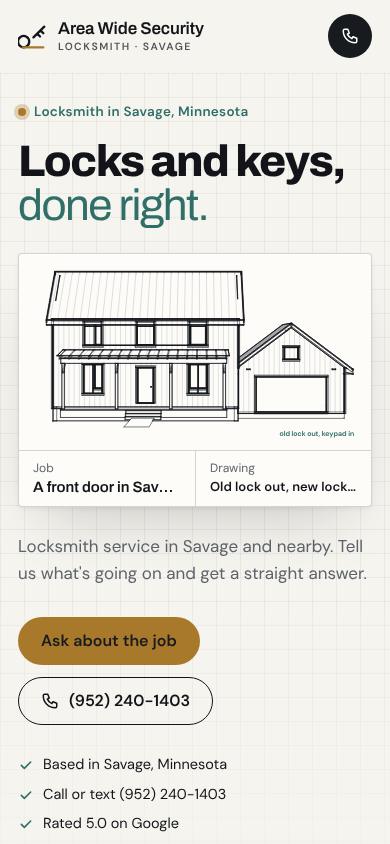 Area Wide Security
LOCKSMITH · SAVAGE
Locksmith in Savage, Minnesota
Locks and keys,
done right.
old lock out, keypad in
Job
A front door in Sav…
Drawing
Old lock out, new lock…
Locksmith service in Savage and nearby. Tell
us what's going on and get a straight answer.
Ask about the job
(952) 240-1403
Based in Savage, Minnesota
Call or text (952) 240-1403
Rated 5.0 on Google